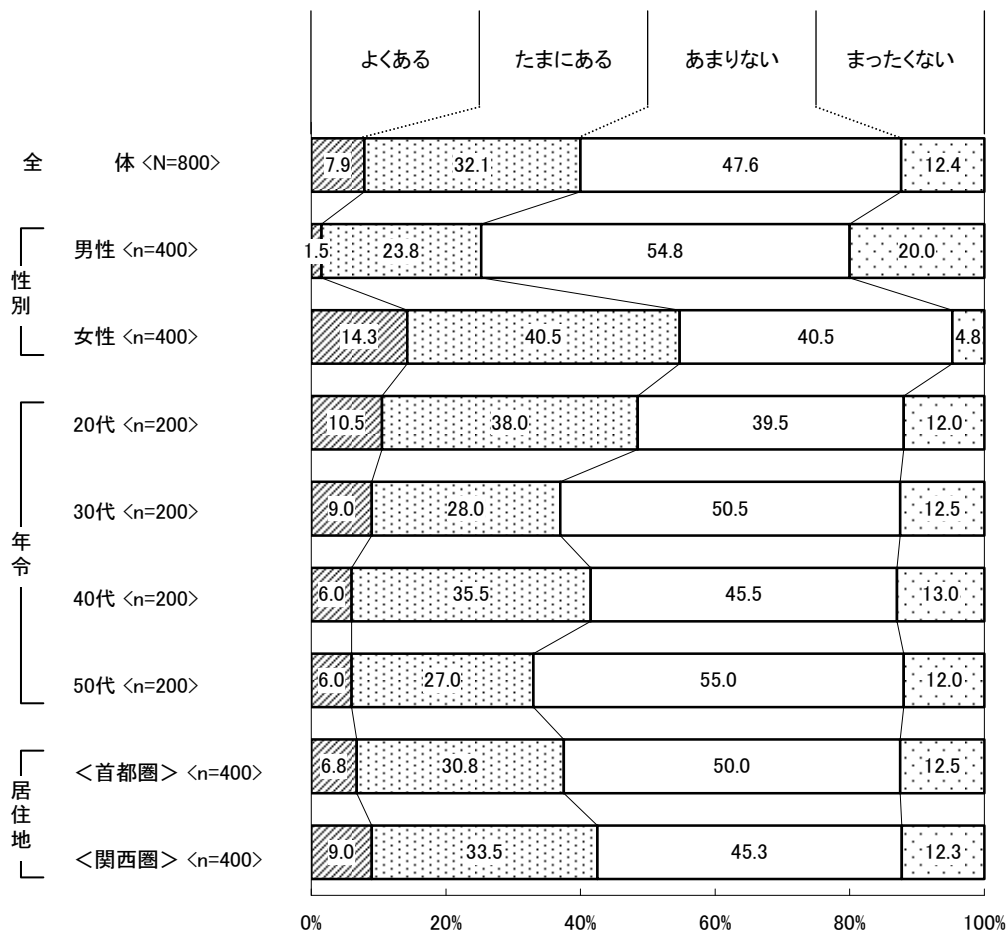 よくある たまにある あまりない まったくない
全 体 <N=800> 7.9 32.1 47.6 12.4
性別
男性 <n=400> 1.5 23.8 54.8 20.0
女性 <n=400> 14.3 40.5 40.5 4.8
年令
20代 <n=200> 10.5 38.0 39.5 12.0
30代 <n=200> 9.0 28.0 50.5 12.5
40代 <n=200> 6.0 35.5 45.5 13.0
50代 <n=200> 6.0 27.0 55.0 12.0
居住地
<首都圏> <n=400> 6.8 30.8 50.0 12.5
<関西圏> <n=400> 9.0 33.5 45.3 12.3
0% 20% 40% 60% 80% 100%